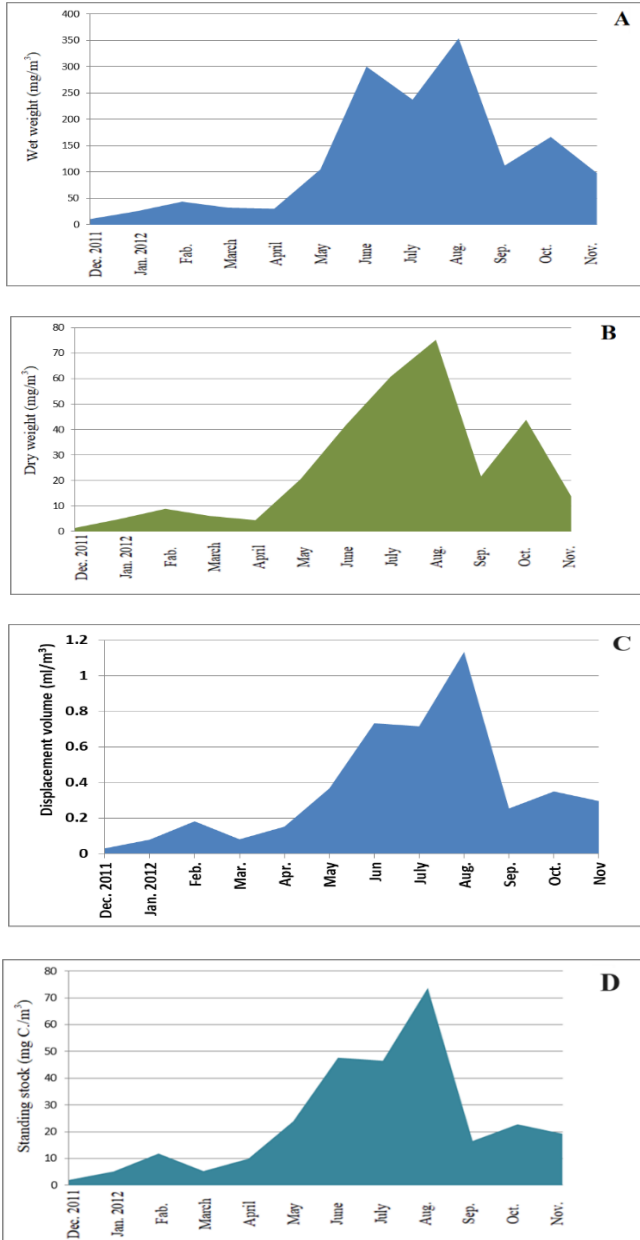 A
Wet weight (mg/m³)
400
350
300
250
200
150
100
50
0
Dec. 2011
Jan. 2012
Fab.
March
April
May
June
July
Aug.
Sep.
Oct.
Nov.
B
Dry weight (mg/m³)
80
70
60
50
40
30
20
10
0
Dec. 2011
Jan. 2012
Fab.
March
April
May
June
July
Aug.
Sep.
Oct.
Nov.
C
Displacement volume (ml/m³)
1.2
1
0.8
0.6
0.4
0.2
0
Dec. 2011
Jan. 2012
Feb.
Mar.
Apr.
May
Jun
July
Aug.
Sep.
Oct.
Nov
D
Standing stock (mg C./m³)
80
70
60
50
40
30
20
10
0
Dec. 2011
Jan. 2012
Fab.
March
April
May
June
July
Aug.
Sep.
Oct.
Nov.